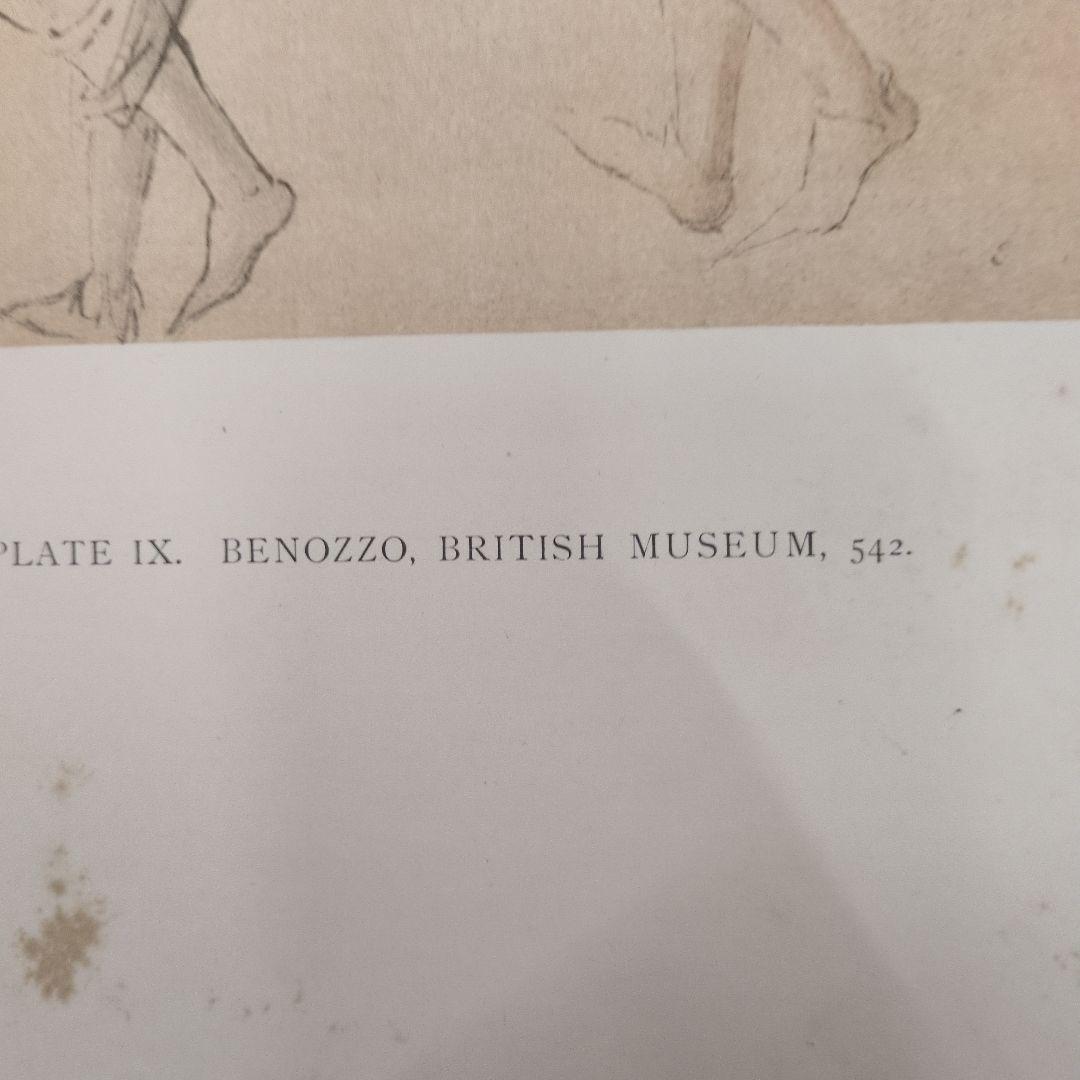 PLATE IX. BENOZZO, BRITISH MUSEUM, 542.